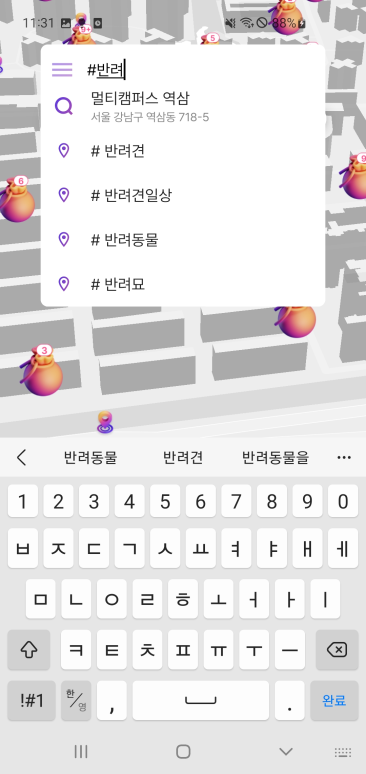 11:31 88%
9+
5
#반려
멀티캠퍼스 역삼
서울 강남구 역삼동 718-5
# 반려견
9
# 반려견일상
6
# 반려동물
# 반려묘
3
반려동물 반려견 반려동물을 ...
1 2 3 4 5 6 7 8 9 0
ㅂ ㅈ ㄷ ㄱ ㅅ ㅛ ㅕ ㅑ ㅐ ㅔ
ㅁ ㄴ ㅇ ㄹ ㅎ ㅗ ㅓ ㅏ ㅣ
ㅋ ㅌ ㅊ ㅍ ㅠ ㅜ ㅡ
!#1 한/영 , . 완료